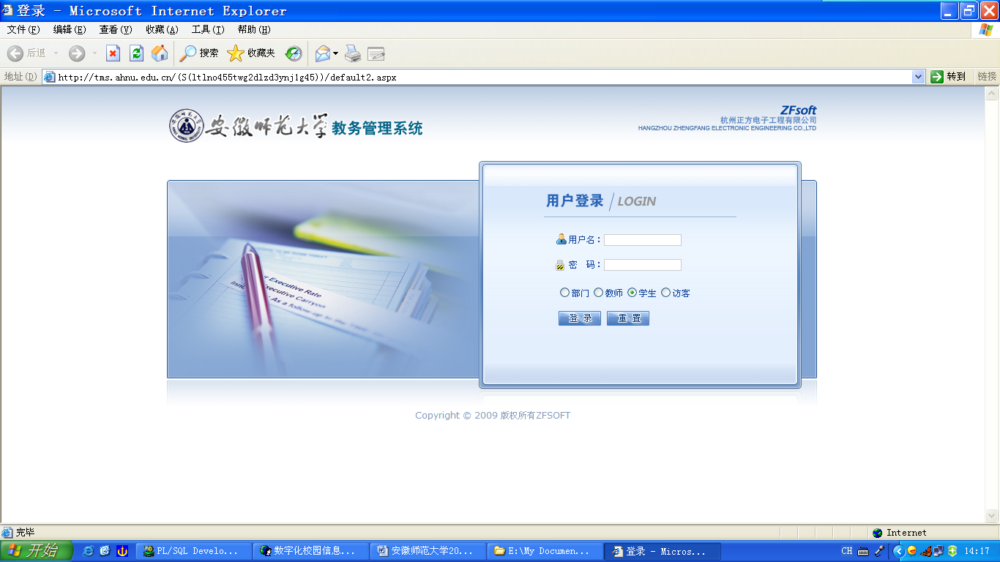 登录 - Microsoft Internet Explorer
文件(F) 编辑(E) 查看(V) 收藏(A) 工具(T) 帮助(H)
后退 搜索 收藏夹
地址(D) http://tms.ahnu.edu.cn/(S(ltlno455twg2dlzd3ynj1g45))/default2.aspx 转到 链接
安徽师范大学教务管理系统
ZFsoft
杭州正方电子工程有限公司
HANGZHOU ZHENGFANG ELECTRONIC ENGINEERING CO.,LTD
用户登录 / LOGIN
用户名：
密 码：
部门 教师 学生 访客
登 录 重 置
Executive Rate
Executive Carryon
As a follow-up to the
Copyright © 2009 版权所有ZFSOFT
完毕 Internet
开始 PL/SQL Develo... 数字化校园信息... 安徽师范大学20... E:\My Documen... 登录 - Micros... CH 14:17